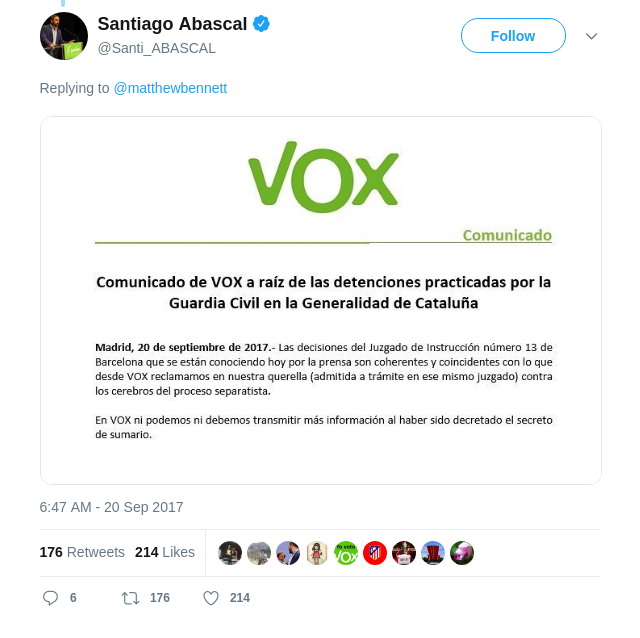 Santiago Abascal
@Santi_ABASCAL
Follow
Replying to @matthewbennett
VOX
Comunicado
Comunicado de VOX a raíz de las detenciones practicadas por la
Guardia Civil en la Generalidad de Cataluña
Madrid, 20 de septiembre de 2017.- Las decisiones del Juzgado de Instrucción número 13 de
Barcelona que se están conociendo hoy por la prensa son coherentes y coincidentes con lo que
desde VOX reclamamos en nuestra querella (admitida a trámite en ese mismo juzgado) contra
los cerebros del proceso separatista.
En VOX ni podemos ni debemos transmitir más información al haber sido decretado el secreto
de sumario.
6:47 AM - 20 Sep 2017
176 Retweets 214 Likes
yo voto
VOX
6 176 214